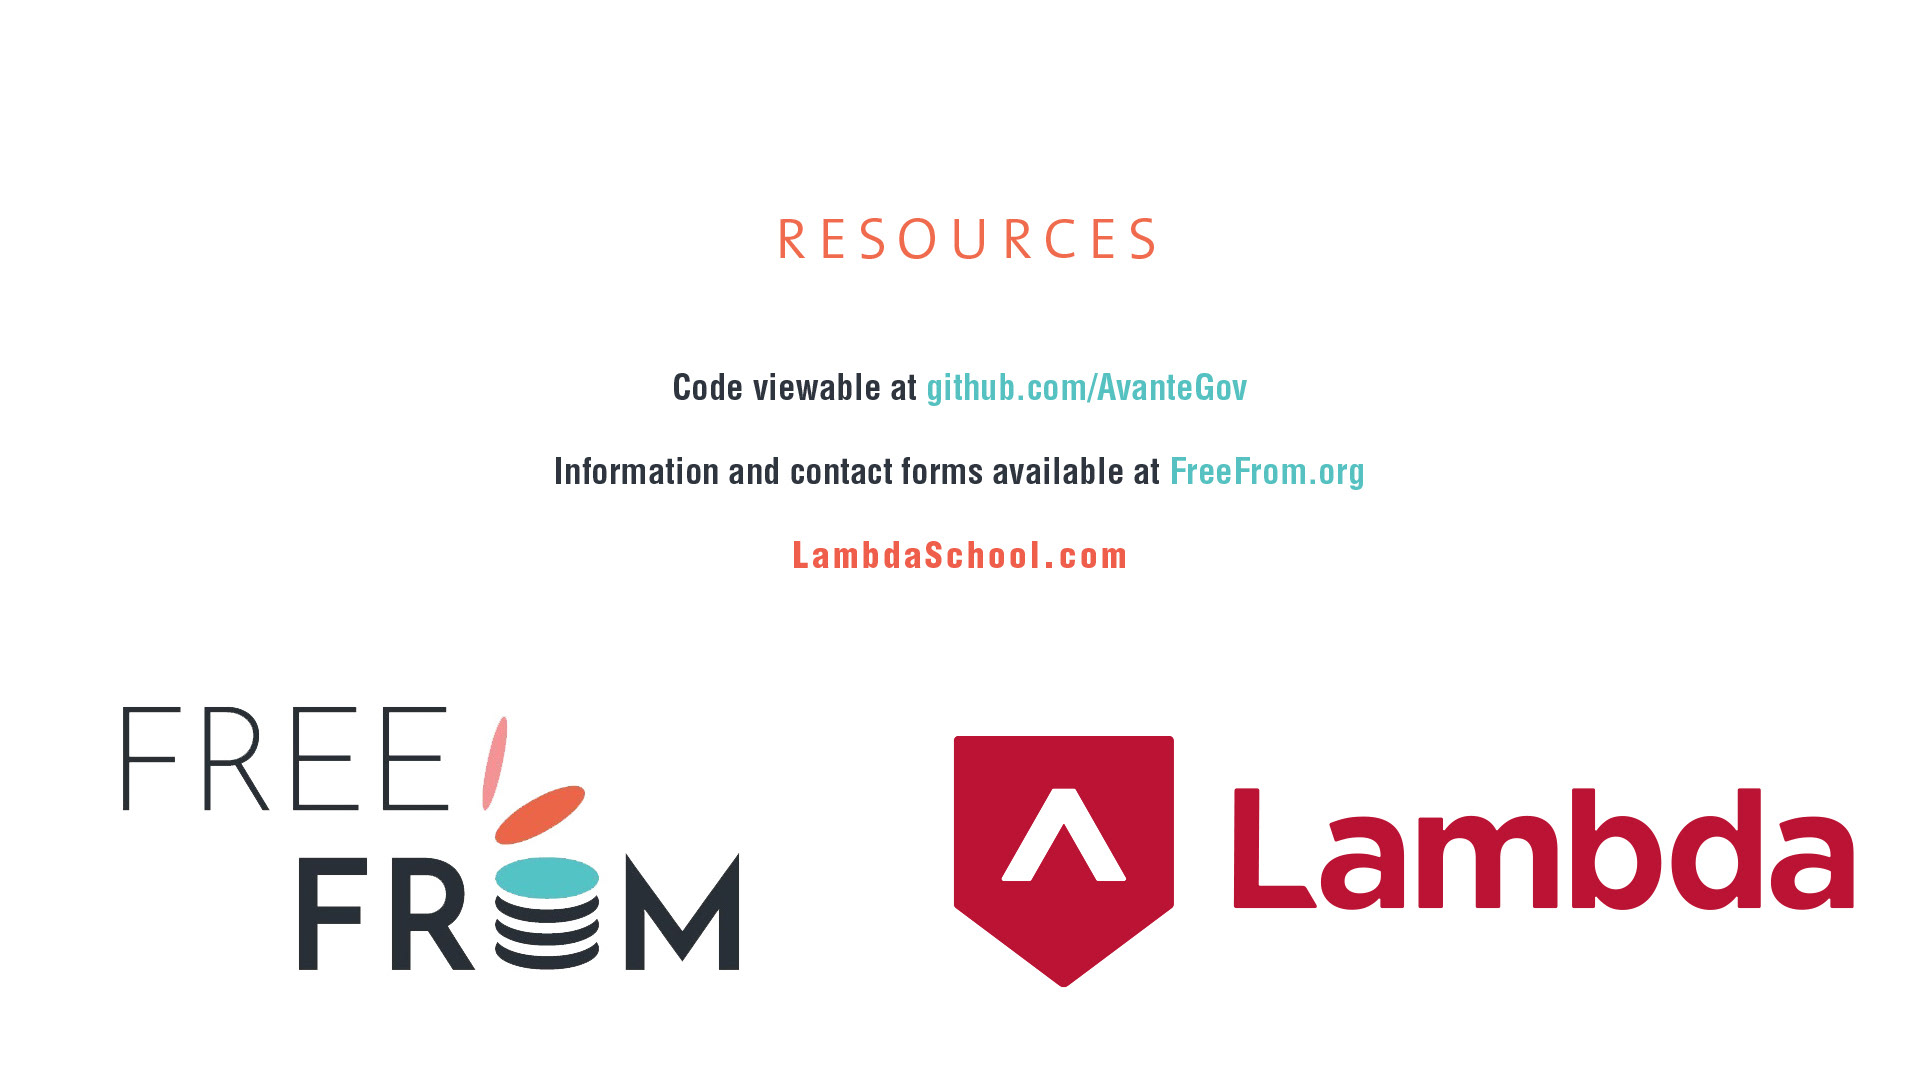 RESOURCES
Code viewable at github.com/AvanteGov
Information and contact forms available at FreeFrom.org
LambdaSchool.com
FREE
FROM
Lambda